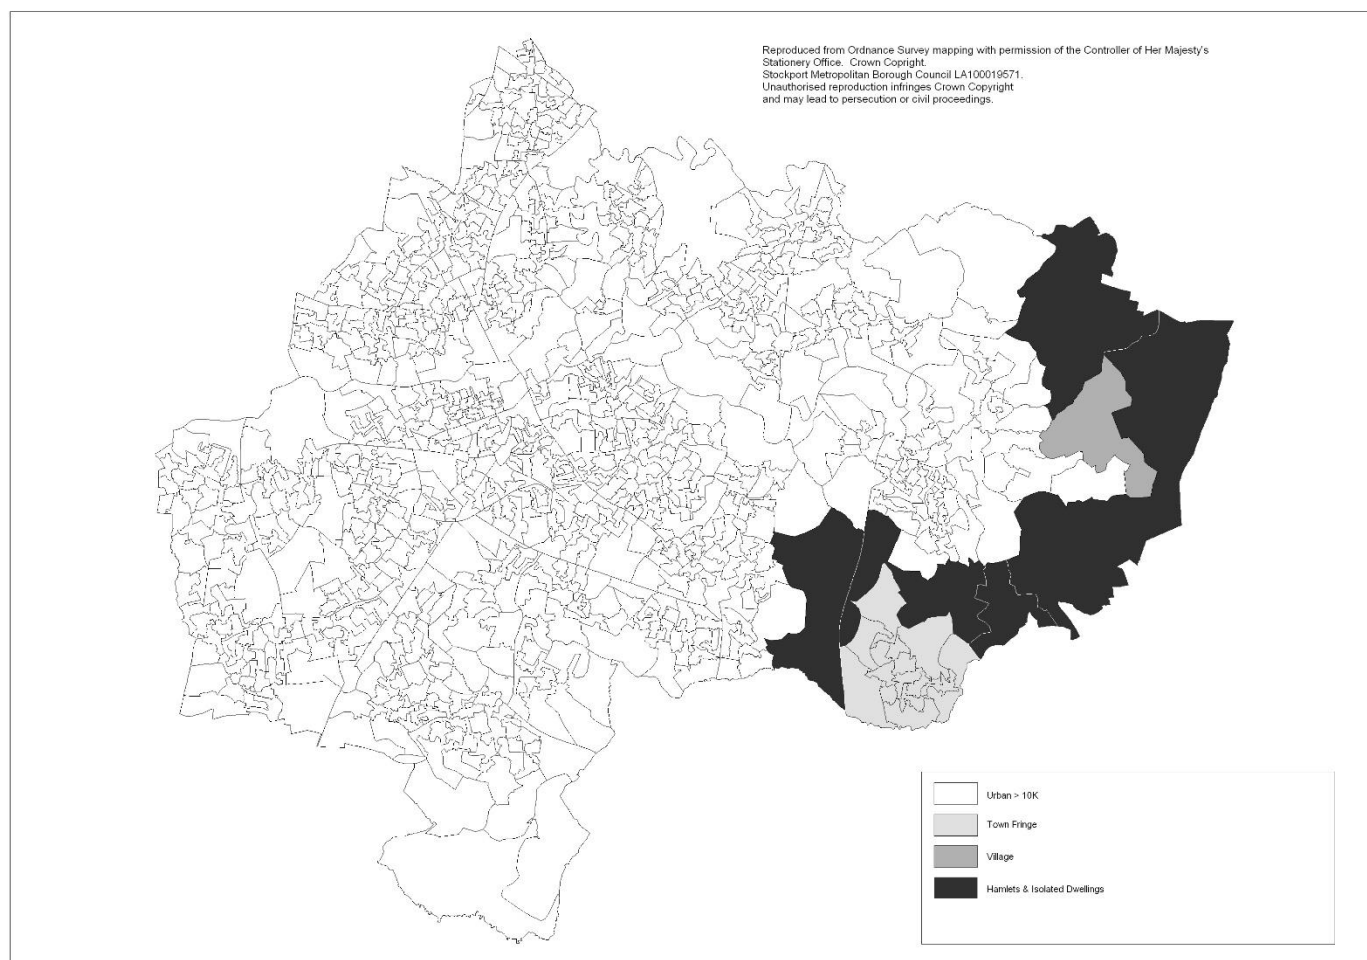 Reproduced from Ordnance Survey mapping with permission of the Controller of Her Majesty's
Stationery Office. Crown Copright.
Stockport Metropolitan Borough Council LA100019571.
Unauthorised reproduction infringes Crown Copyright
and may lead to persecution or civil proceedings.
Urban > 10K
Town Fringe
Village
Hamlets & Isolated Dwellings